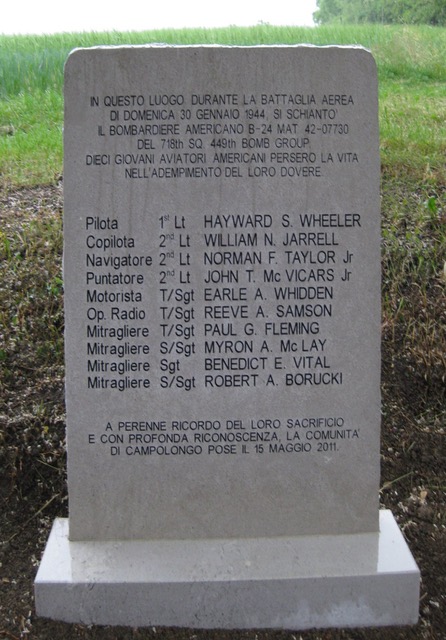 IN QUESTO LUOGO, DURANTE LA BATTAGLIA AEREA
DI DOMENICA 30 GENNAIO 1944, SI SCHIANTO'
IL BOMBARDIERE AMERICANO B-24 MAT. 42-07730
DEL 718th SQ. 449th BOMB GROUP.
DIECI GIOVANI AVIATORI AMERICANI PERSERO LA VITA
NELL'ADEMPIMENTO DEL LORO DOVERE.
Pilota 1st Lt HAYWARD S. WHEELER
Copilota 2nd Lt WILLIAM N. JARRELL
Navigatore 2nd Lt NORMAN F. TAYLOR Jr
Puntatore 2nd Lt JOHN T. Mc VICARS Jr
Motorista T/Sgt EARLE A. WHIDDEN
Op. Radio T/Sgt REEVE A. SAMSON
Mitragliere T/Sgt PAUL G. FLEMING
Mitragliere S/Sgt MYRON A. Mc LAY
Mitragliere Sgt BENEDICT E. VITAL
Mitragliere S/Sgt ROBERT A. BORUCKI
A PERENNE RICORDO DEL LORO SACRIFICIO
E CON PROFONDA RICONOSCENZA, LA COMUNITA'
DI CAMPOLONGO POSE IL 15 MAGGIO 2011.